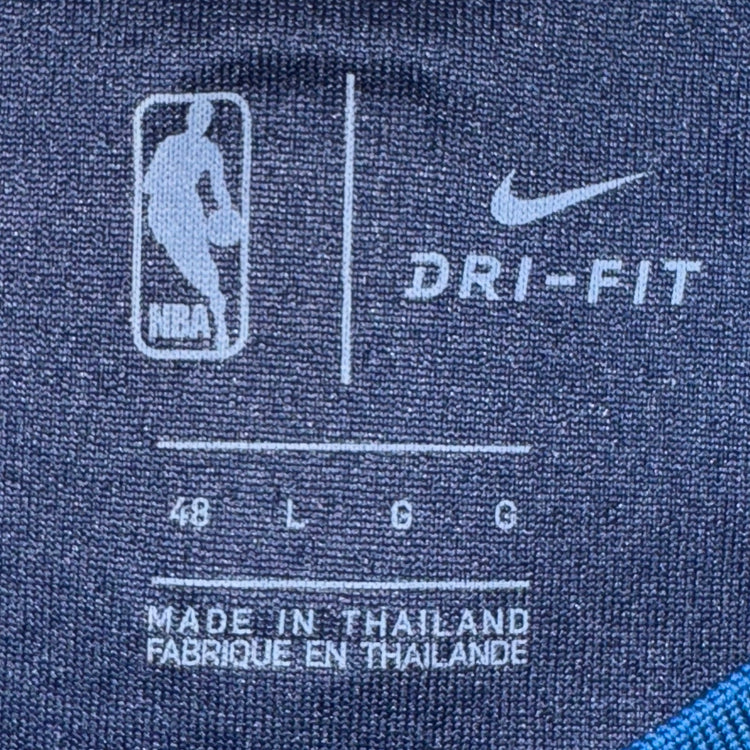 NBA
DRI-FIT
48 L G G
MADE IN THAILAND
FABRIQUE EN THAILANDE